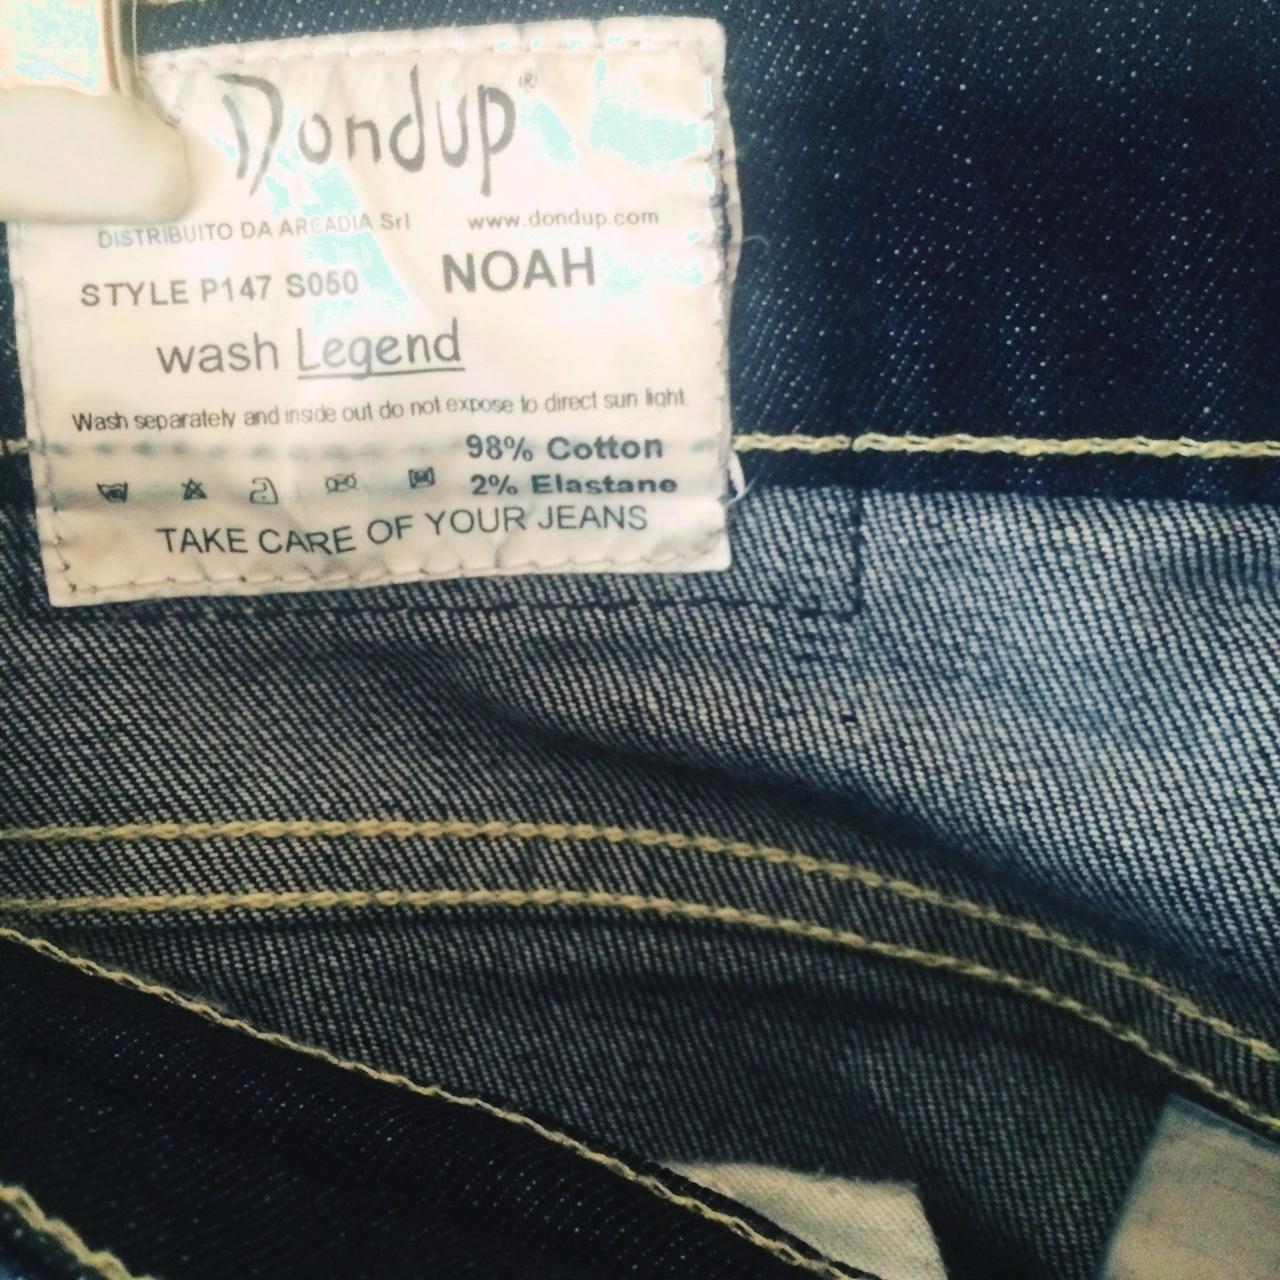 Dondup®
DISTRIBUITO DA ARCADIA Srl www.dondup.com
STYLE P147 S050 NOAH
wash Legend
Wash separately and inside out do not expose to direct sun light.
98% Cotton
2% Elastane
TAKE CARE OF YOUR JEANS